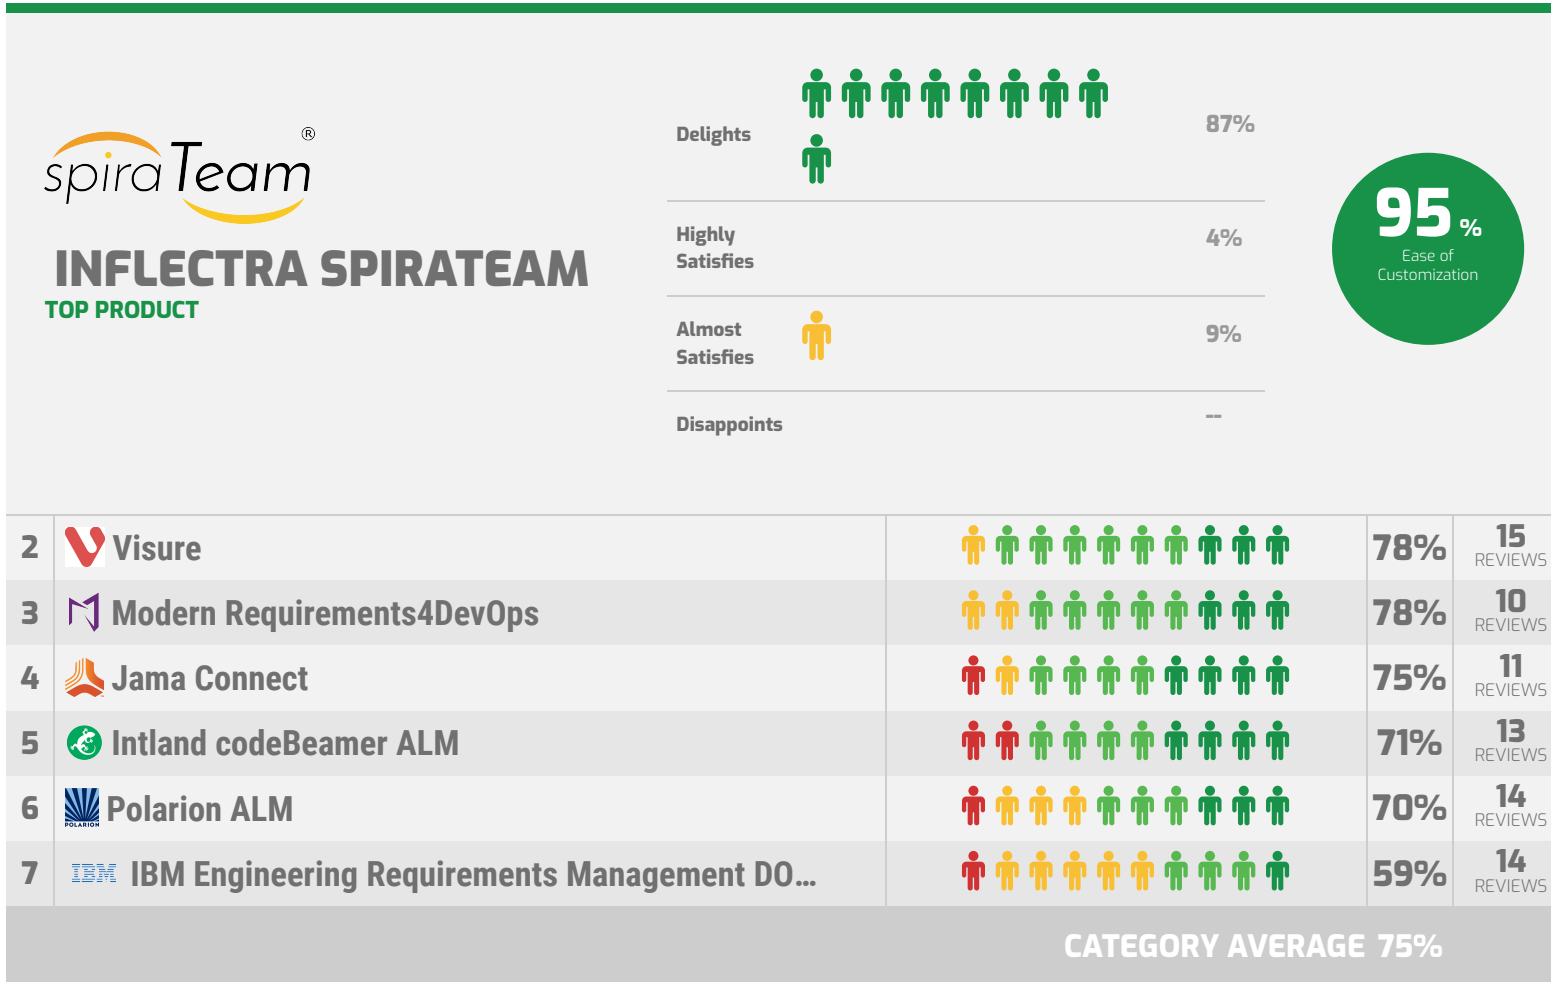 spiraTeam®
INFLECTRA SPIRATEAM
TOP PRODUCT
Delights
87%
Highly
Satisfies
4%
Almost
Satisfies
9%
Disappoints
--
95 %
Ease of
Customization
2 Visure 78% 15 REVIEWS
3 Modern Requirements4DevOps 78% 10 REVIEWS
4 Jama Connect 75% 11 REVIEWS
5 Intland codeBeamer ALM 71% 13 REVIEWS
6 POLARION Polarion ALM 70% 14 REVIEWS
7 IBM IBM Engineering Requirements Management DO... 59% 14 REVIEWS
CATEGORY AVERAGE 75%